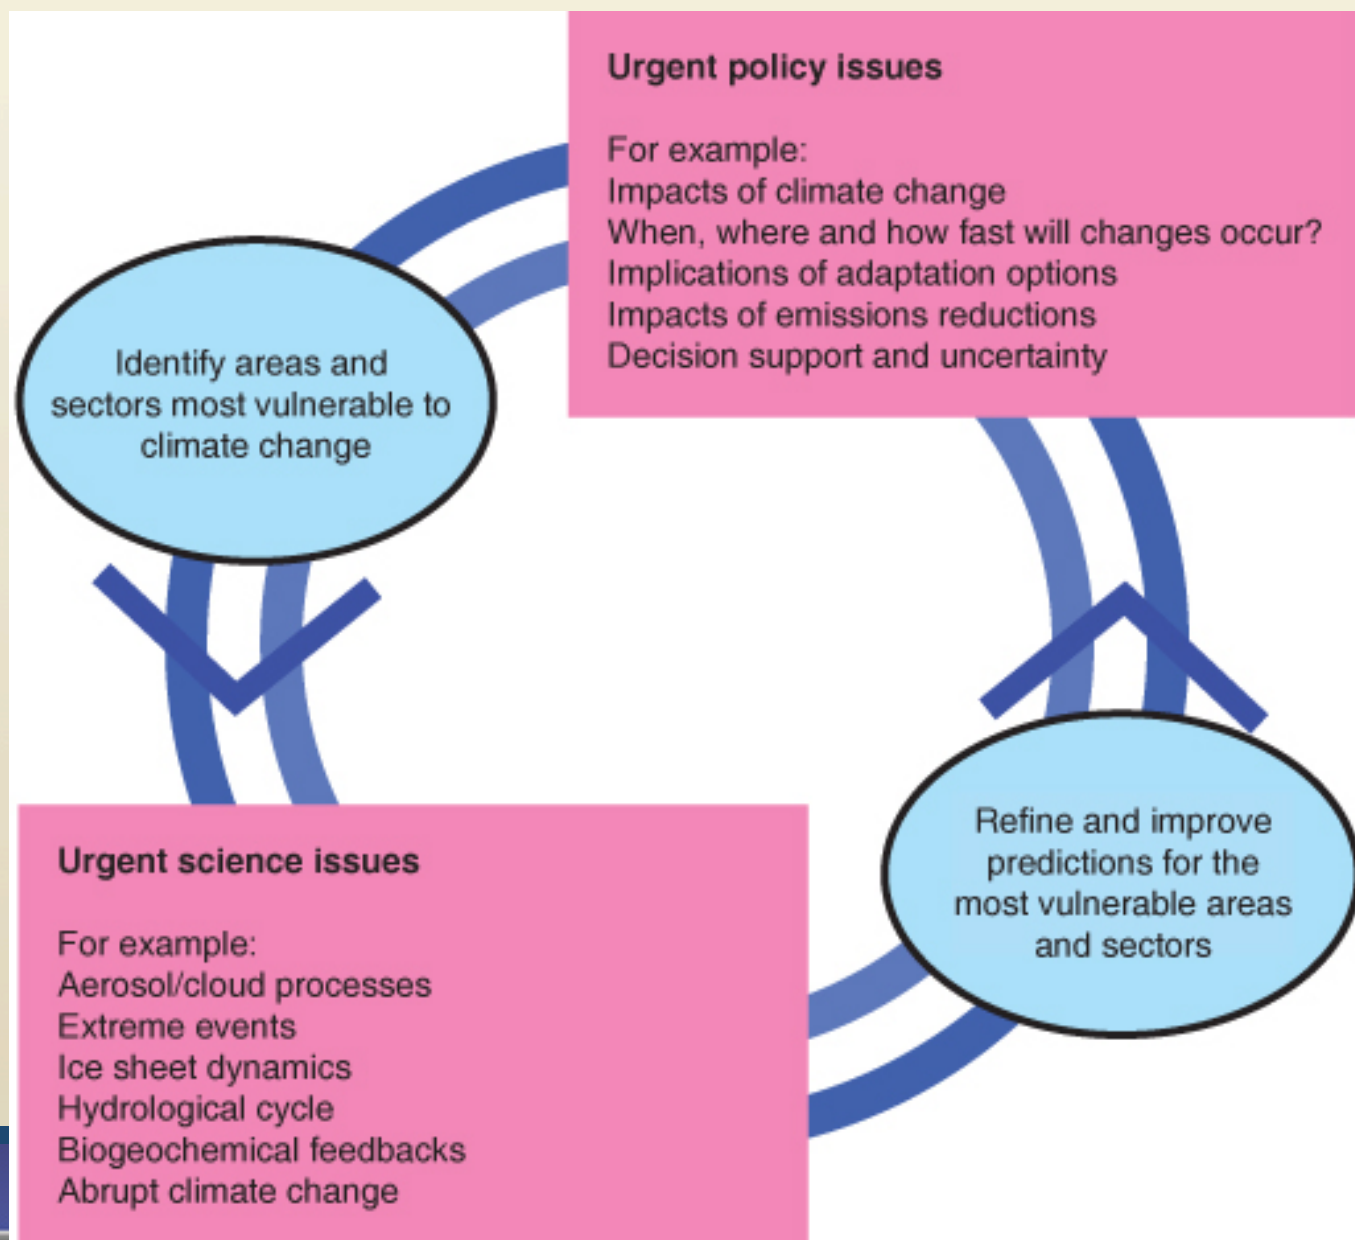 Urgent policy issues
For example:
Impacts of climate change
When, where and how fast will changes occur?
Implications of adaptation options
Impacts of emissions reductions
Decision support and uncertainty
Identify areas and
sectors most vulnerable to
climate change
Refine and improve
predictions for the
most vulnerable areas
and sectors
Urgent science issues
For example:
Aerosol/cloud processes
Extreme events
Ice sheet dynamics
Hydrological cycle
Biogeochemical feedbacks
Abrupt climate change